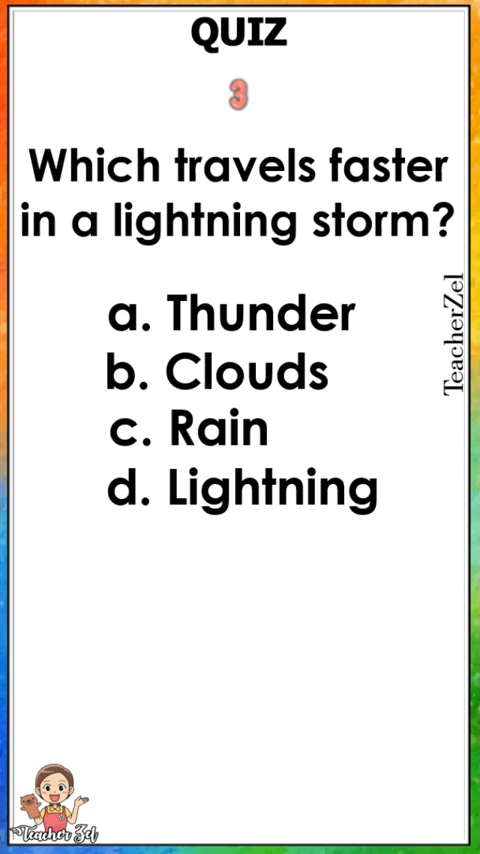 QUIZ
3
Which travels faster
in a lightning storm?
a. Thunder
b. Clouds
c. Rain
d. Lightning
TeacherZel
Teacher Zel